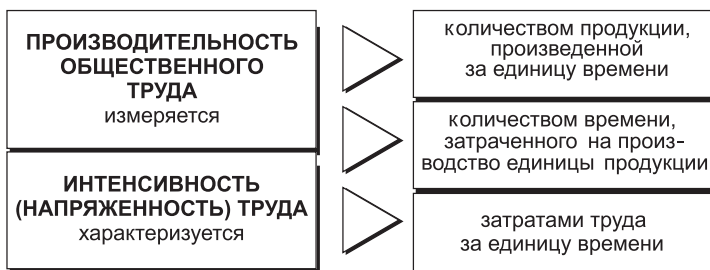 ПРОИЗВОДИТЕЛЬНОСТЬ
ОБЩЕСТВЕННОГО
ТРУДА
измеряется
количеством продукции,
произведенной
за единицу времени
количеством времени,
затраченного на произ-
водство единицы продукции
ИНТЕНСИВНОСТЬ
(НАПРЯЖЕННОСТЬ) ТРУДА
характеризуется
затратами труда
за единицу времени